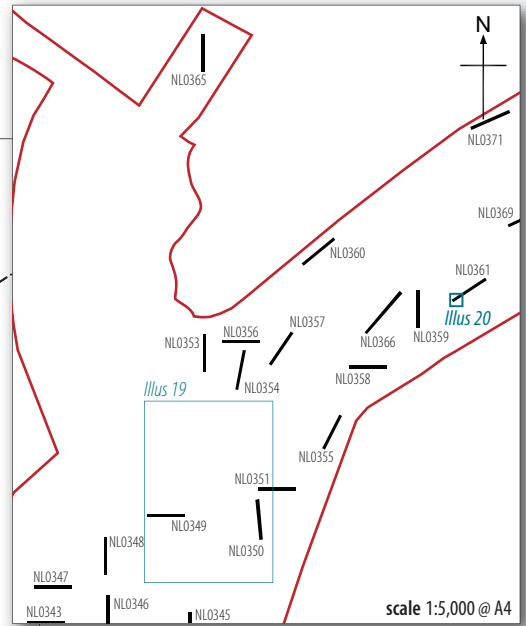 N
NL0365
NL0371
NL0369
NL0360
NL0361
Illus 20
NL0357
NL0356
NL0353
NL0366
NL0359
NL0354
NL0358
Illus 19
NL0355
NL0351
NL0349
NL0348
NL0350
NL0347
NL0346
NL0343
NL0345
scale 1:5,000 @ A4